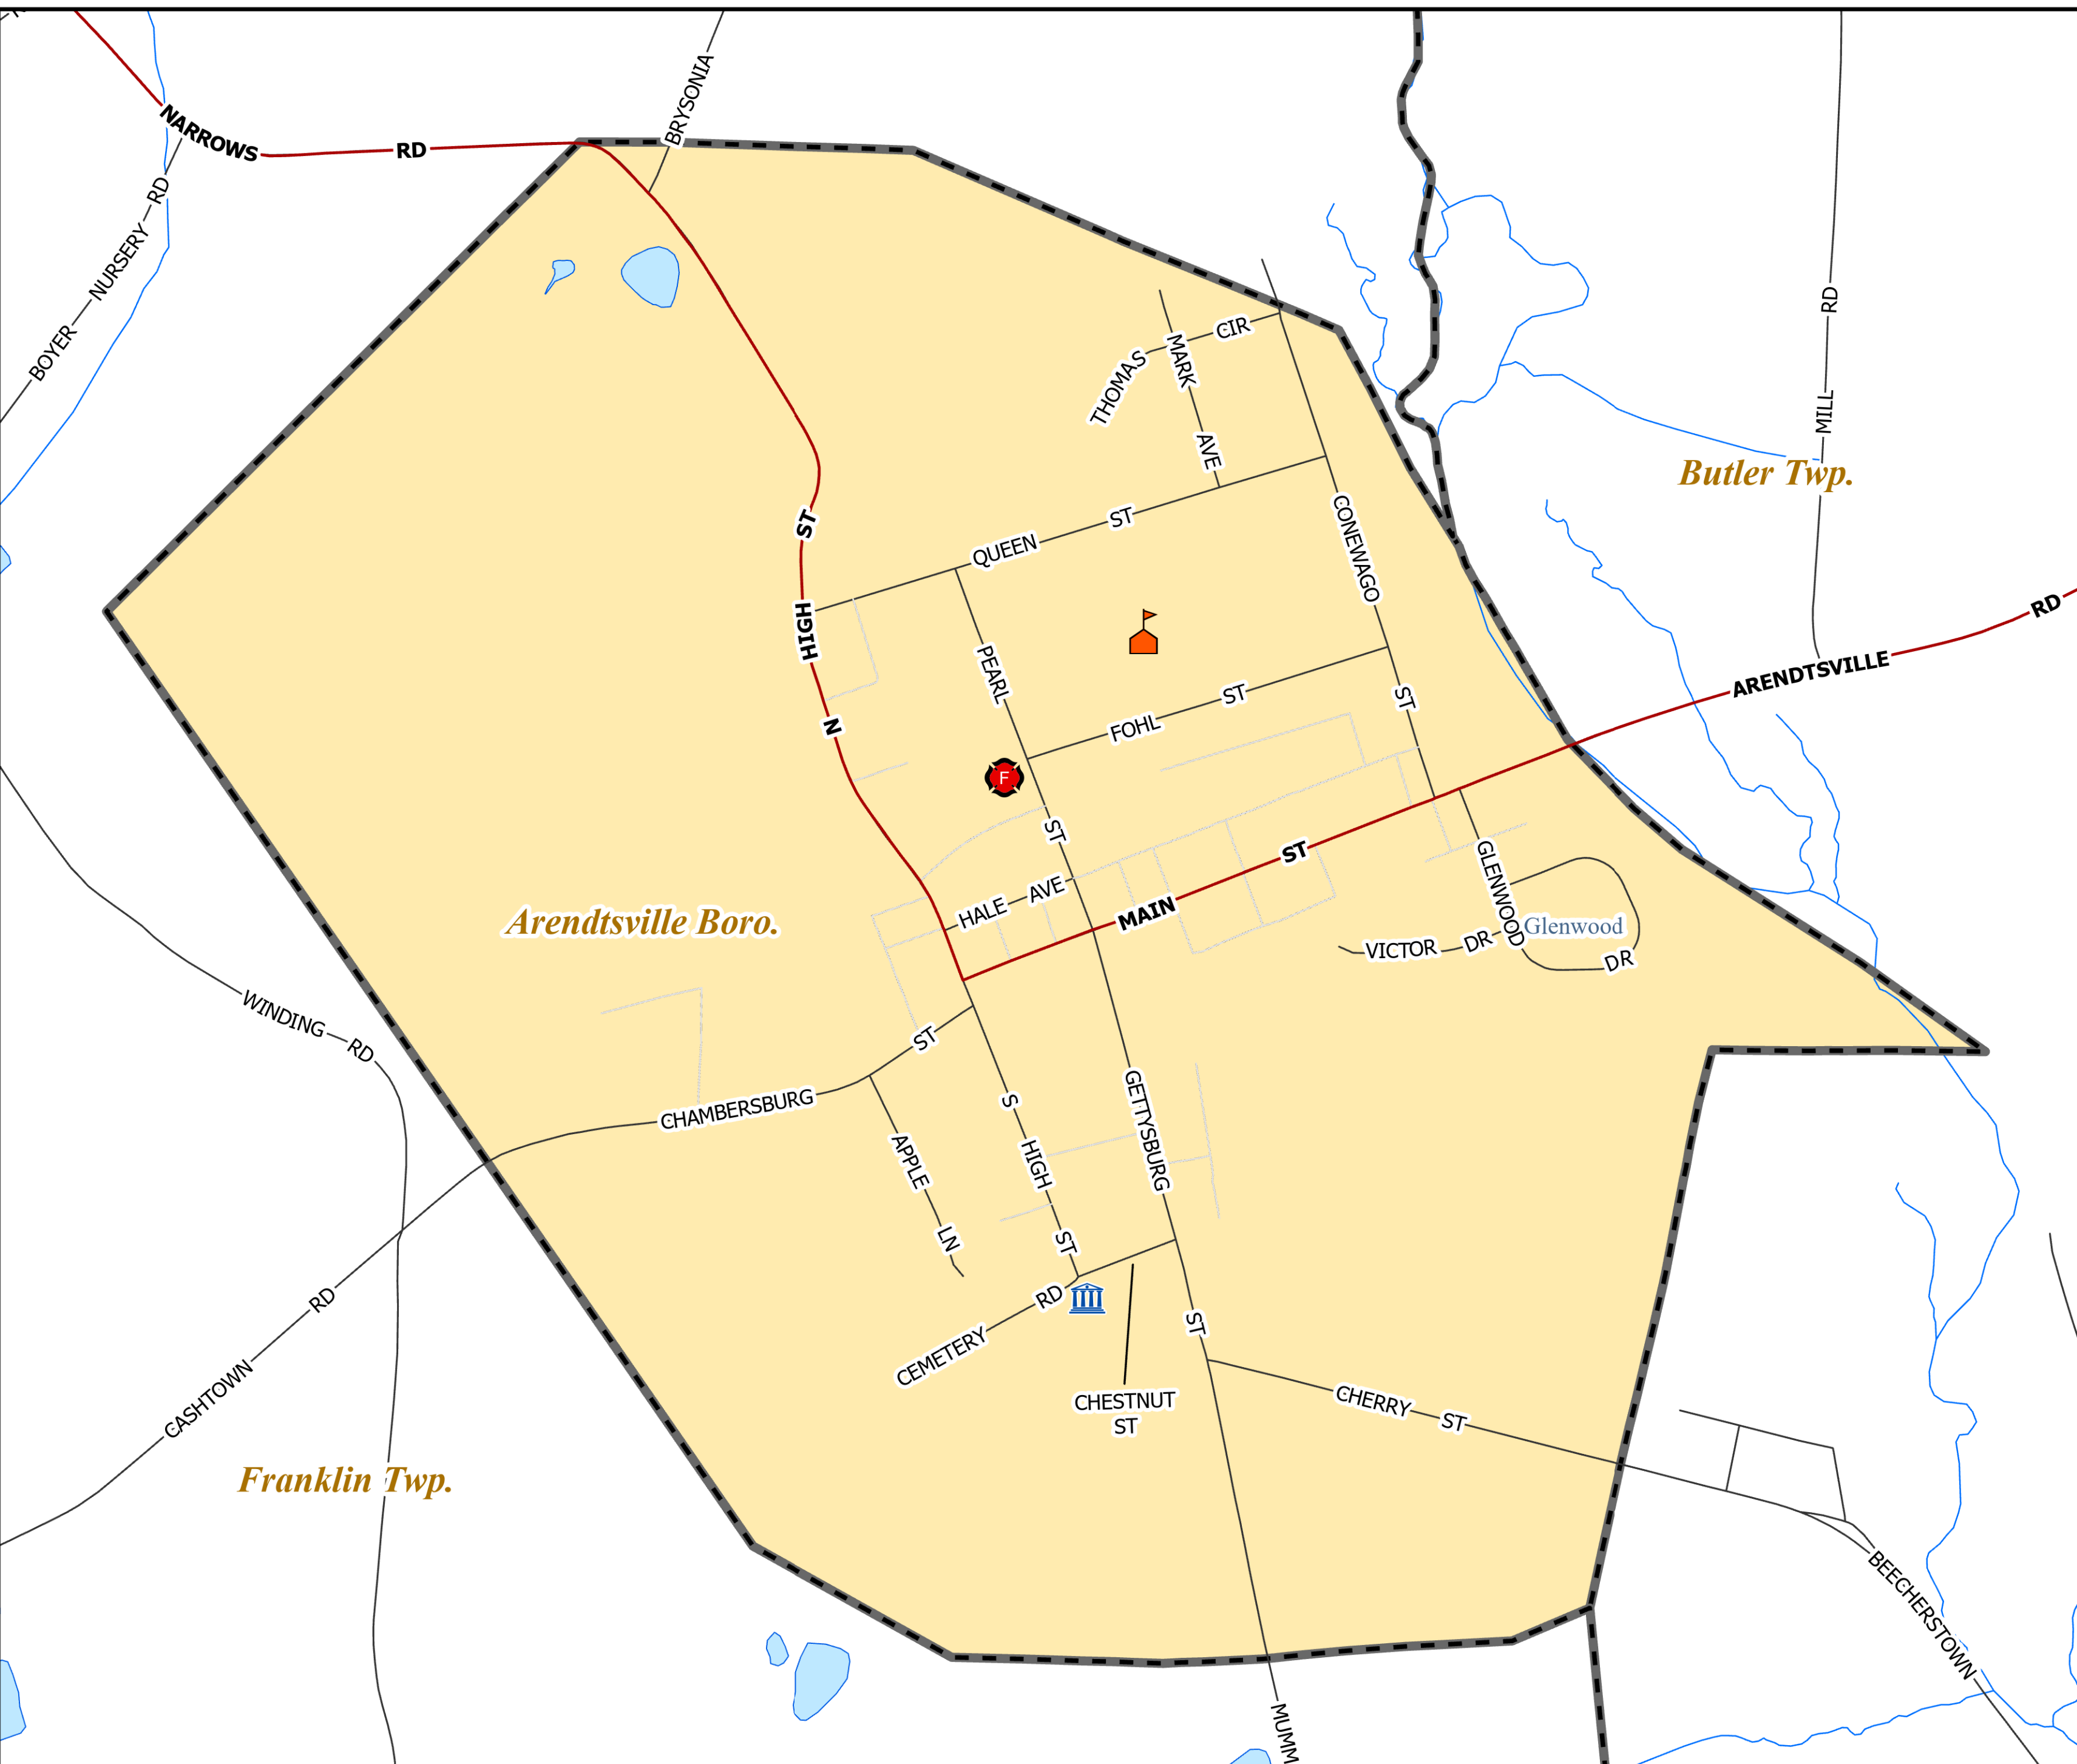 BRYSONIA
NARROWS
RD
BOYER NURSERY RD
THOMAS CIR
MARK AVE
MILL RD
Butler Twp.
QUEEN ST
CONEWAGO ST
N HIGH ST
PEARL ST
FOHL ST
F
ARENDTSVILLE RD
HALE AVE
MAIN ST
Arendtsville Boro.
GLENWOOD DR
Glenwood
VICTOR DR
WINDING RD
CHAMBERSBURG ST
APPLE LN
S HIGH ST
GETTYSBURG ST
CEMETERY RD
CHESTNUT
ST
CHERRY ST
CASHTOWN RD
Franklin Twp.
BEECHERSTOWN
MUMM